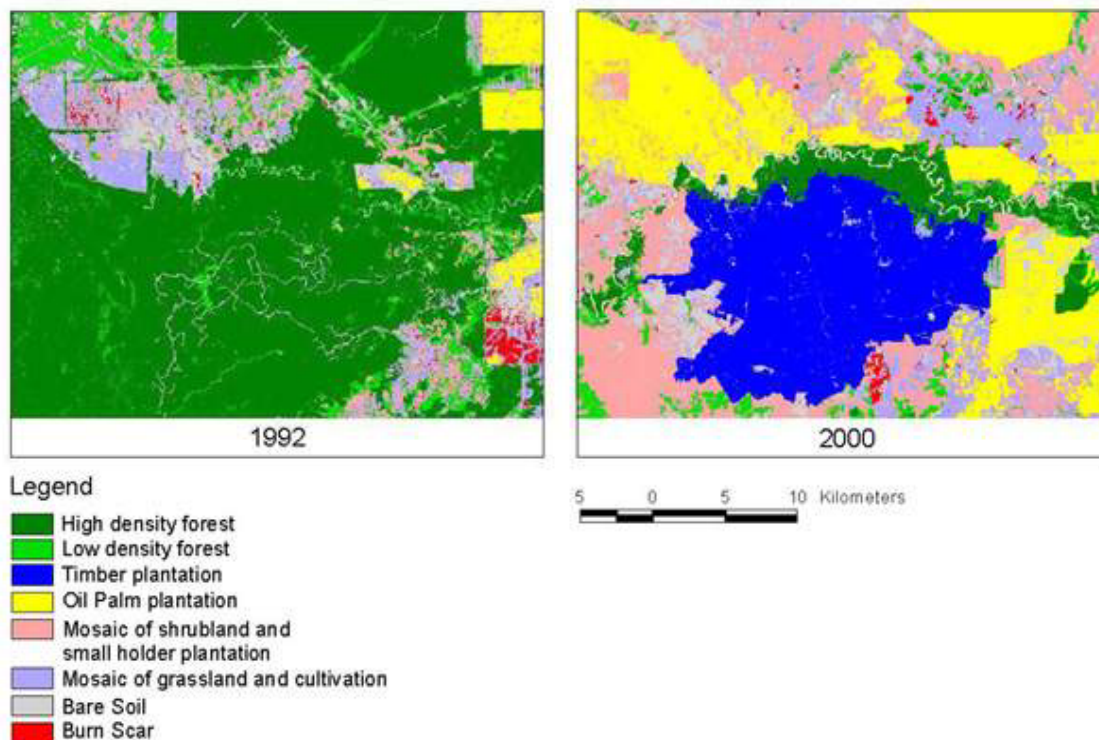 1992
2000
Legend
High density forest
Low density forest
Timber plantation
Oil Palm plantation
Mosaic of shrubland and
small holder plantation
Mosaic of grassland and cultivation
Bare Soil
Burn Scar
5 0 5 10 Kilometers